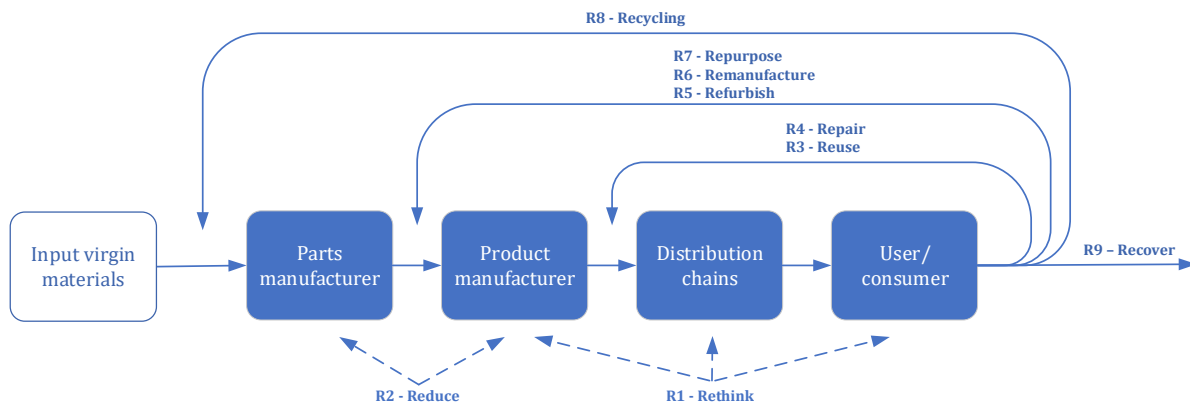 R8 - Recycling
R7 - Repurpose
R6 - Remanufacture
R5 - Refurbish
R4 - Repair
R3 - Reuse
Input virgin
materials
Parts
manufacturer
Product
manufacturer
Distribution
chains
User/
consumer
R9 – Recover
R2 - Reduce
R1 - Rethink